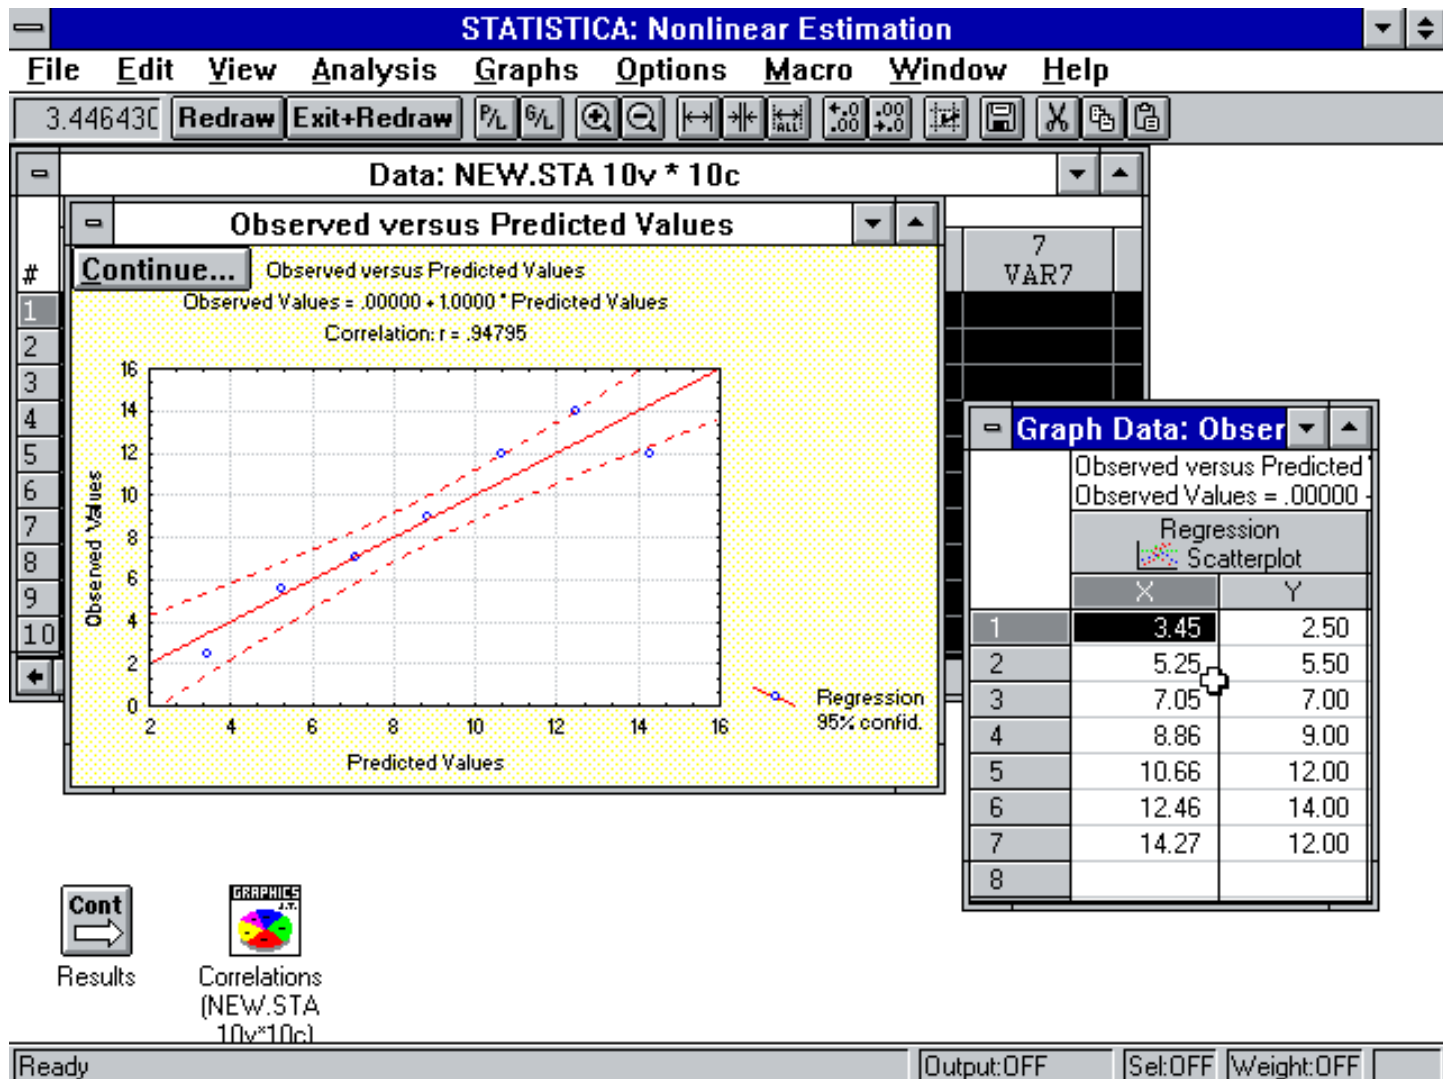 STATISTICA: Nonlinear Estimation
File Edit View Analysis Graphs Options Macro Window Help
3.446430 Redraw Exit+Redraw P/L G/L ALL +.0 .00 .00 +.0
Data: NEW.STA 10v * 10c
#
1
2
3
4
5
6
7
8
9
10
7
VAR7
Observed versus Predicted Values
Continue...
Observed versus Predicted Values
Observed Values = .00000 + 1.0000 * Predicted Values
Correlation: r = .94795
Observed Values
16
14
12
10
8
6
4
2
0
2 4 6 8 10 12 14 16
Predicted Values
Regression
95% confid.
Graph Data: Obser
Observed versus Predicted
Observed Values = .00000 -
Regression
Scatterplot
X Y
1 3.45 2.50
2 5.25 5.50
3 7.05 7.00
4 8.86 9.00
5 10.66 12.00
6 12.46 14.00
7 14.27 12.00
8
Cont
Results
GRAPHICS
J.T.
Correlations
(NEW.STA
10v*10c)
Ready Output:OFF Sel:OFF Weight:OFF